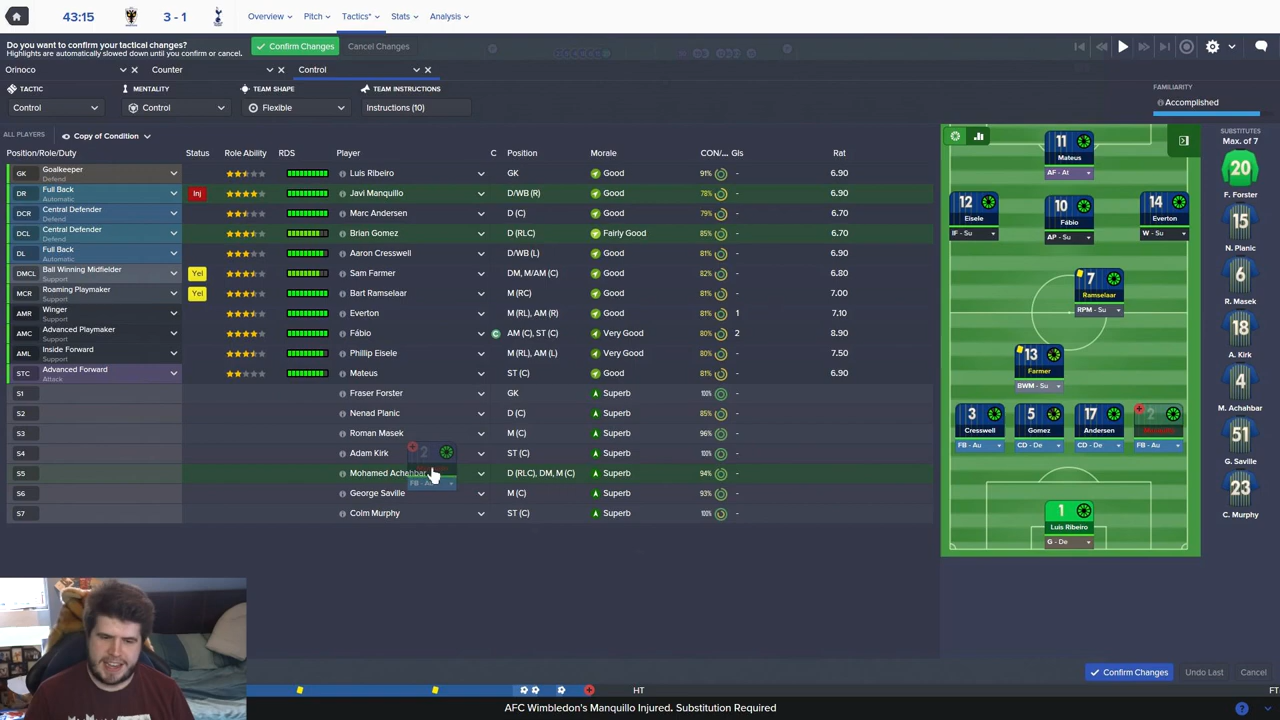 43:15 3 - 1 Overview Pitch Tactics* Stats Analysis
Do you want to confirm your tactical changes? Confirm Changes Cancel Changes
Highlights are automatically slowed down until you confirm or cancel.
Orinoco Counter Control
TACTIC MENTALITY TEAM SHAPE TEAM INSTRUCTIONS FAMILIARITY
Control Control Flexible Instructions (10) Accomplished
ALL PLAYERS Copy of Condition
Position/Role/Duty Status Role Ability RDS Player C Position Morale CON/... Gls Rat
GK Goalkeeper Defend Luis Ribeiro GK Good 91% - 6.90
DR Full Back Automatic Inj Javi Manquillo D/WB (R) Good 78% - 6.90
DCR Central Defender Defend Marc Andersen D (C) Good 79% - 6.70
DCL Central Defender Defend Brian Gomez D (RLC) Fairly Good 85% - 6.70
DL Full Back Automatic Aaron Cresswell D/WB (L) Good 81% - 6.90
DMCL Ball Winning Midfielder Support Yel Sam Farmer DM, M/AM (C) Good 82% - 6.80
MCR Roaming Playmaker Support Yel Bart Ramselaar M (RC) Good 81% - 7.00
AMR Winger Support Everton M (RL), AM (R) Good 81% 1 7.10
AMC Advanced Playmaker Support Fábio C AM (C), ST (C) Very Good 80% 2 8.90
AML Inside Forward Support Phillip Eisele M (RL), AM (L) Very Good 80% - 7.50
STC Advanced Forward Attack Mateus ST (C) Good 81% - 6.90
S1 Fraser Forster GK Superb 100% -
S2 Nenad Planic D (C) Superb 85% -
S3 Roman Masek M (C) Superb 96% -
S4 Adam Kirk ST (C) Superb 100% -
S5 Mohamed Achahbar D (RLC), DM, M (C) Superb 94% -
S6 George Saville M (C) Superb 93% -
S7 Colm Murphy ST (C) Superb 100% -
2
FB - Au
11
Mateus
AF - At
12 10 14
Eisele Fábio Everton
IF - Su AP - Su W - Su
7
Ramselaar
RPM - Su
13
Farmer
BWM - Su
3 5 17 2
Cresswell Gomez Andersen Manquillo
FB - Au CD - De CD - De FB - Au
1
Luis Ribeiro
G - De
SUBSTITUTES
Max. of 7
20
F. Forster
15
N. Planic
6
R. Masek
18
A. Kirk
4
M. Achahbar
51
G. Saville
23
C. Murphy
Confirm Changes Undo Last Cancel
HT FT
AFC Wimbledon's Manquillo Injured. Substitution Required